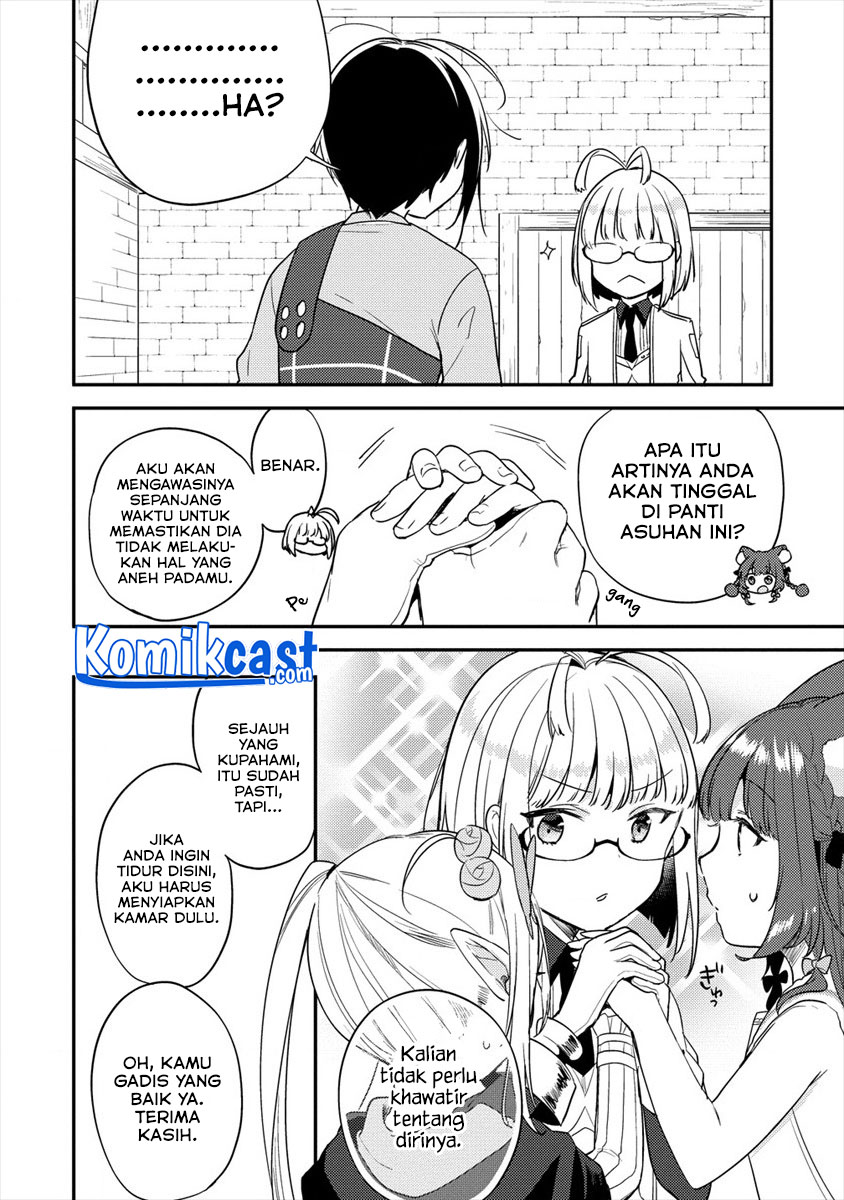 ..............
...............
........HA?
APA ITU
ARTINYA ANDA
AKAN TINGGAL
DI PANTI
ASUHAN INI?
BENAR.
AKU AKAN
MENGAWASINYA
SEPANJANG
WAKTU UNTUK
MEMASTIKAN DIA
TIDAK MELAKU-
KAN HAL YANG
ANEH PADAMU.
Pe
gang
Komikcast
.com
SEJAUH
YANG
KUPAHAMI,
ITU SUDAH
PASTI,
TAPI...
JIKA
ANDA INGIN
TIDUR DISINI,
AKU HARUS
MENYIAPKAN
KAMAR DULU.
ぎゅっ
Kalian
tidak perlu
khawatir
tentang
dirinya.
OH, KAMU
GADIS YANG
BAIK YA.
TERIMA
KASIH.